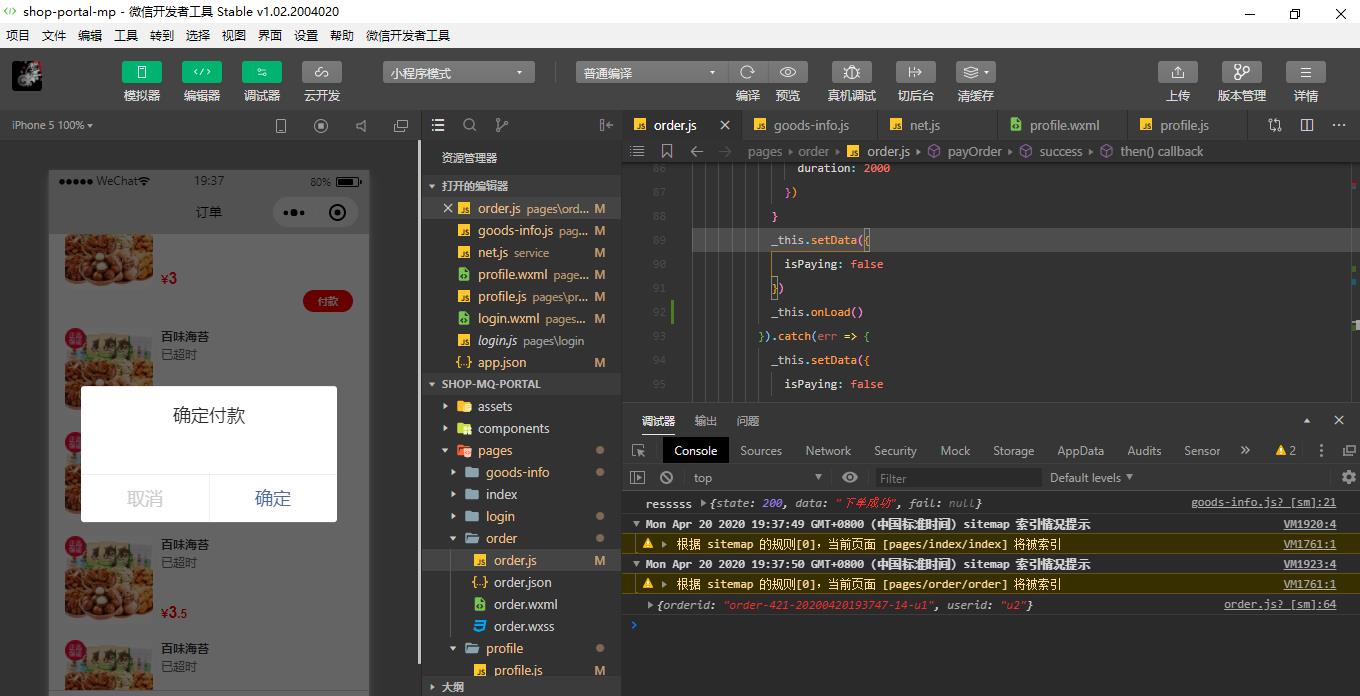 shop-portal-mp - 微信开发者工具 Stable v1.02.2004020
项目 文件 编辑 工具 转到 选择 视图 界面 设置 帮助 微信开发者工具
模拟器 编辑器 调试器 云开发
小程序模式
普通编译
编译 预览 真机调试 切后台 清缓存
上传 版本管理 详情
iPhone 5 100%
WeChat 19:37 80%
订单
¥3
付款
百味海苔
已超时
确定付款
取消 确定
百味海苔
已超时
¥3.5
百味海苔
已超时
资源管理器
打开的编辑器
order.js pages\ord... M
goods-info.js pag... M
net.js service M
profile.wxml page... M
profile.js pages\pr... M
login.wxml pages... M
login.js pages\login
app.json M
SHOP-MQ-PORTAL
assets
components
pages
goods-info
index
login
order
order.js M
order.json
order.wxml
order.wxss
profile
profile.js M
大纲
order.js goods-info.js net.js profile.wxml profile.js
pages order order.js payOrder success then() callback
86 duration: 2000
87 })
88 }
89 _this.setData({
90 isPaying: false
91 })
92 _this.onLoad()
93 }).catch(err => {
94 _this.setData({
95 isPaying: false
调试器 输出 问题
Console Sources Network Security Mock Storage AppData Audits Sensor 2
top Filter Default levels
resssss {state: 200, data: "下单成功", fail: null} goods-info.js? [sm]:21
Mon Apr 20 2020 19:37:49 GMT+0800 (中国标准时间) sitemap 索引情况提示 VM1920:4
根据 sitemap 的规则[0]，当前页面 [pages/index/index] 将被索引 VM1761:1
Mon Apr 20 2020 19:37:50 GMT+0800 (中国标准时间) sitemap 索引情况提示 VM1923:4
根据 sitemap 的规则[0]，当前页面 [pages/order/order] 将被索引 VM1761:1
{orderid: "order-421-20200420193747-14-u1", userid: "u2"} order.js? [sm]:64